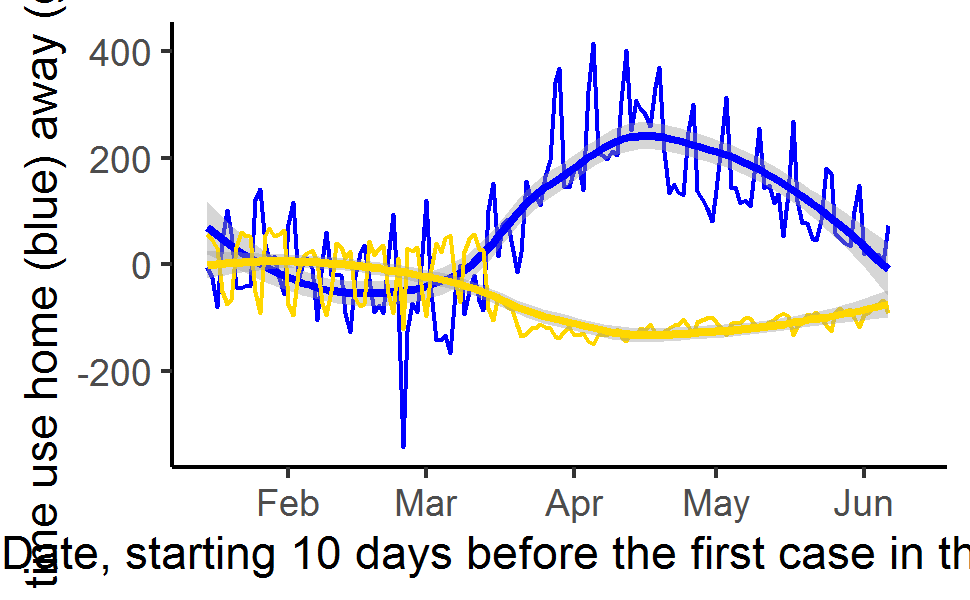 time use home (blue) away (
400
200
0
-200
Feb Mar Apr May Jun
Date, starting 10 days before the first case in th